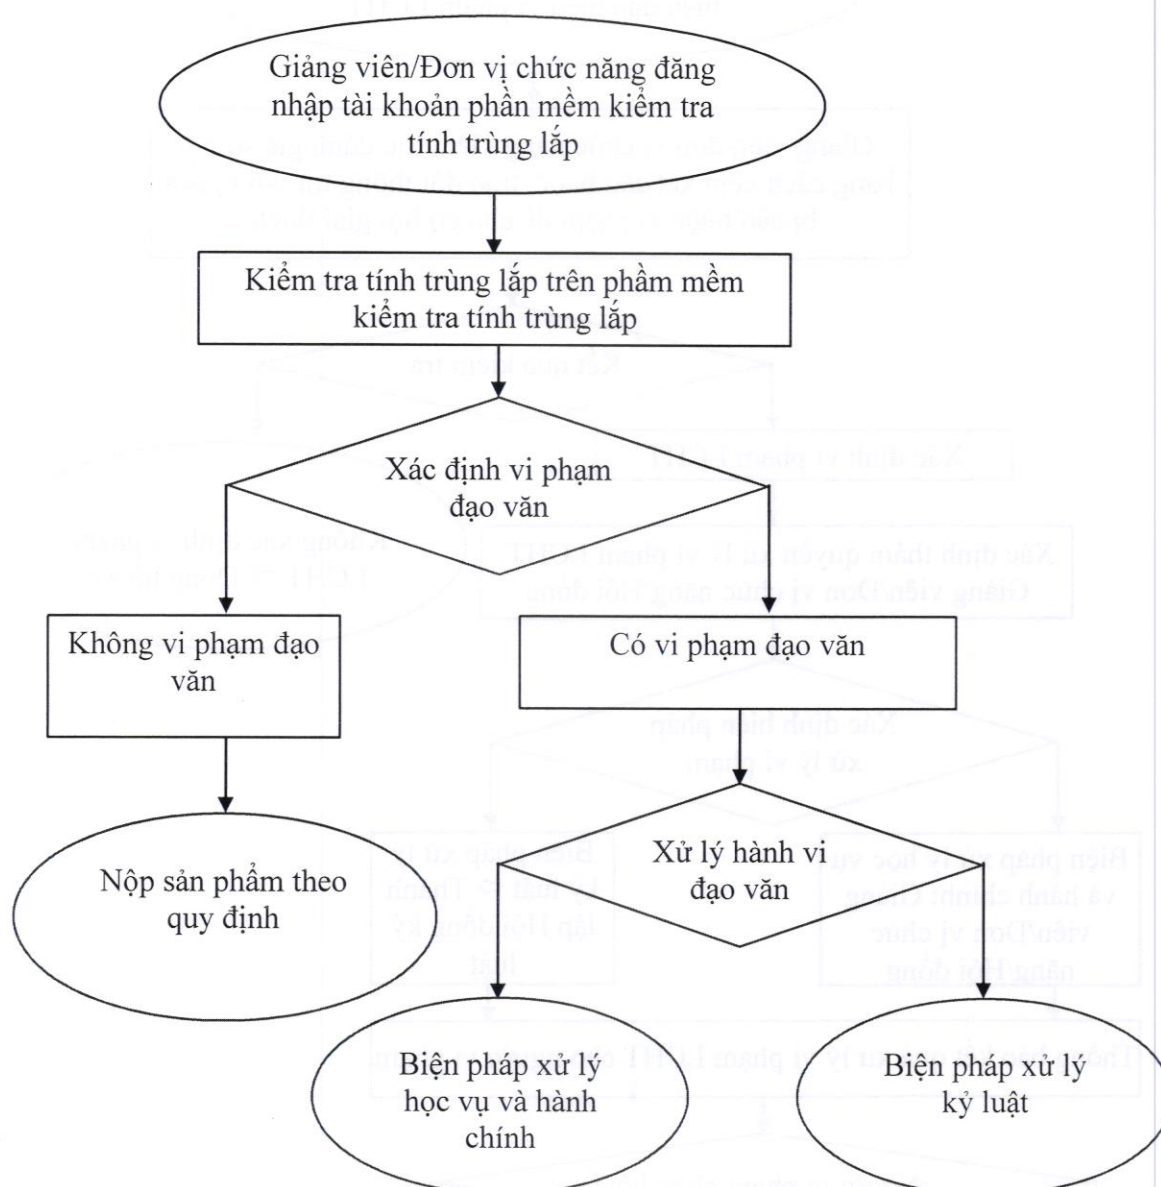 Giảng viên/Đơn vị chức năng đăng
nhập tài khoản phần mềm kiểm tra
tính trùng lắp
Kiểm tra tính trùng lắp trên phầm mềm
kiểm tra tính trùng lắp
Xác định vi phạm
đạo văn
Không vi phạm đạo
văn
Có vi phạm đạo văn
Nộp sản phẩm theo
quy định
Xử lý hành vi
đạo văn
Biện pháp xử lý
học vụ và hành
chính
Biện pháp xử lý
kỷ luật